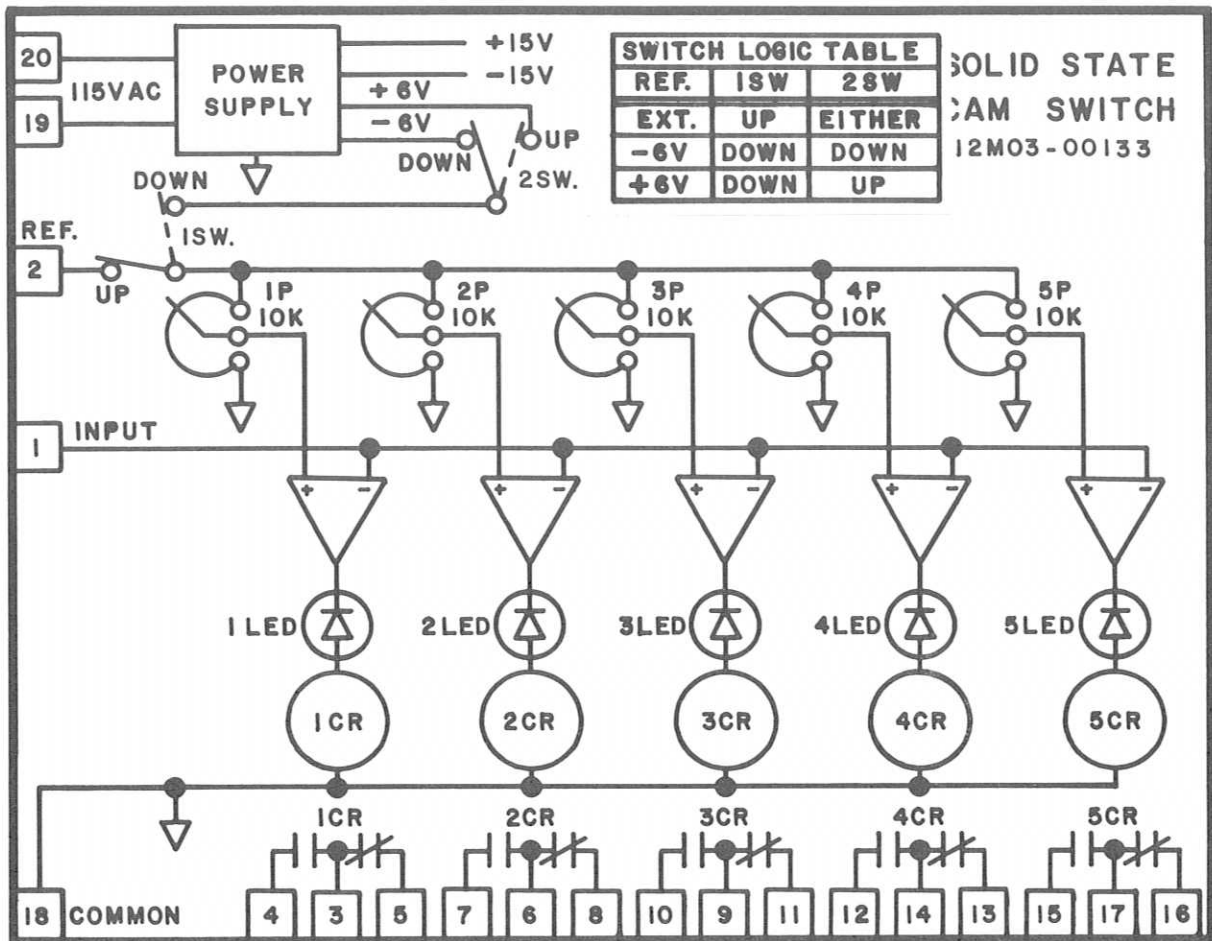 20
19
115VAC
POWER
SUPPLY
+15V
-15V
+6V
-6V
DOWN
UP
2SW.
SWITCH LOGIC TABLE
REF. 1SW 2SW
EXT. UP EITHER
-6V DOWN DOWN
+6V DOWN UP
SOLID STATE
CAM SWITCH
12M03-00133
DOWN
1SW.
REF.
2
UP
1P 2P 3P 4P 5P
10K 10K 10K 10K 10K
1 INPUT
+ - + - + - + - + -
1LED 2LED 3LED 4LED 5LED
1CR 2CR 3CR 4CR 5CR
1CR 2CR 3CR 4CR 5CR
18 COMMON 4 3 5 7 6 8 10 9 11 12 14 13 15 17 16